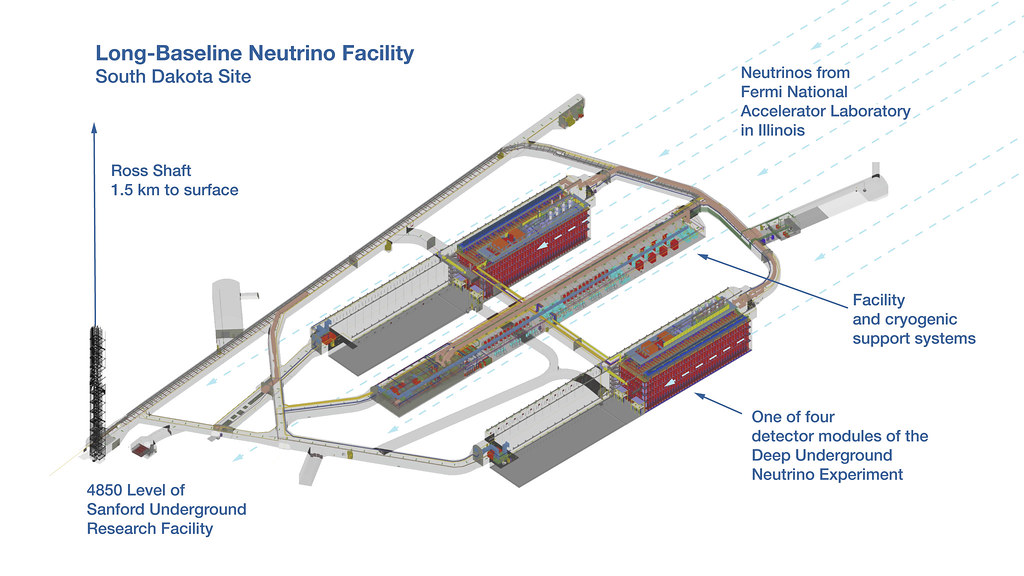 Long-Baseline Neutrino Facility
South Dakota Site
Neutrinos from
Fermi National
Accelerator Laboratory
in Illinois
Ross Shaft
1.5 km to surface
Facility
and cryogenic
support systems
One of four
detector modules of the
Deep Underground
Neutrino Experiment
4850 Level of
Sanford Underground
Research Facility